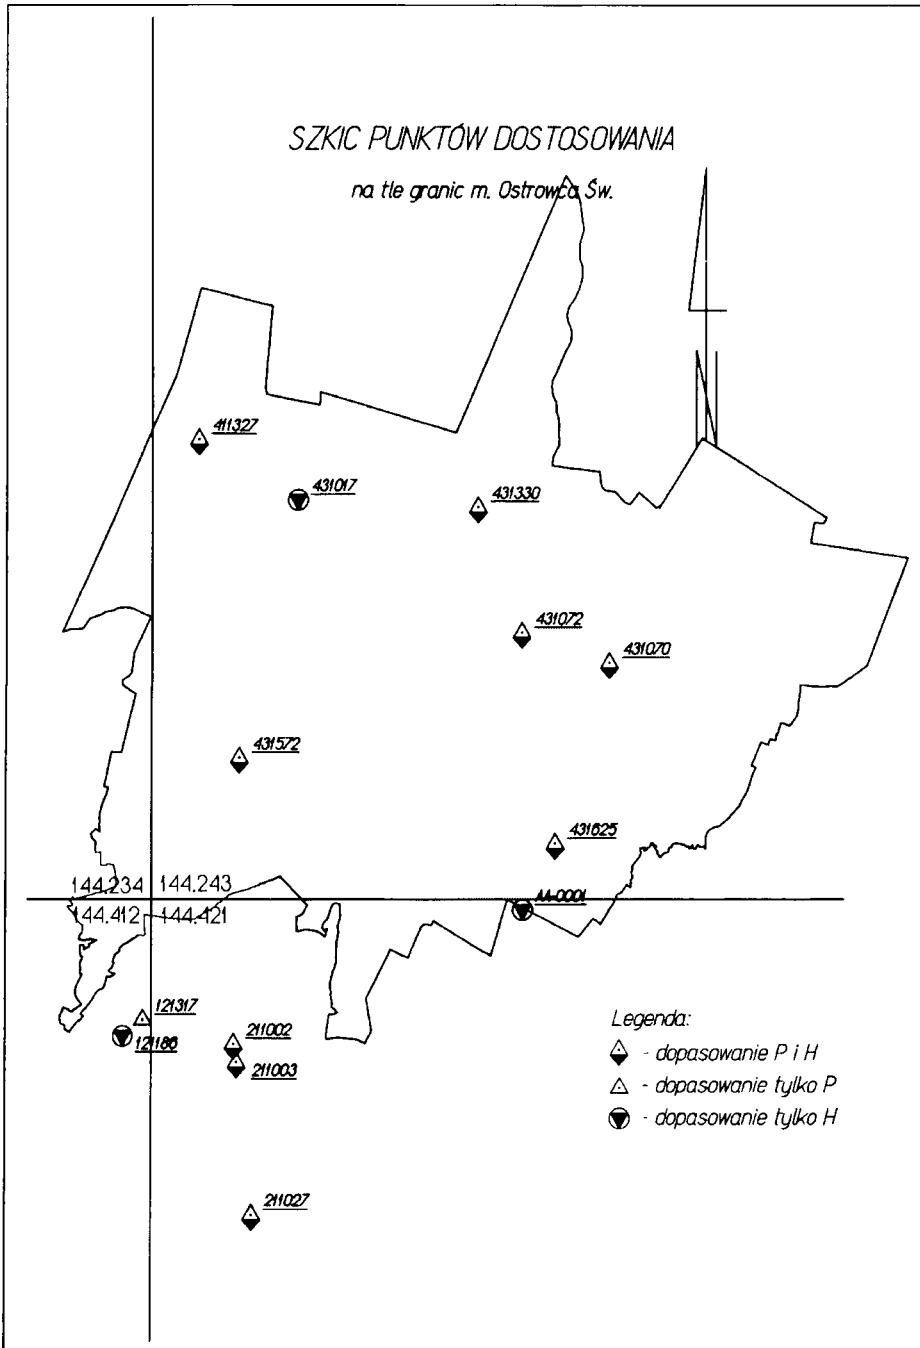 SZKIC PUNKTÓW DOSTOSOWANIA
na tle granic m. Ostrowca Św.
411327
431017
431330
431072
431070
431572
431625
144.234
144.243
AA-0001
144.412
144.421
121317
121186
211002
211003
211027
Legenda:
- dopasowanie P i H
- dopasowanie tylko P
- dopasowanie tylko H